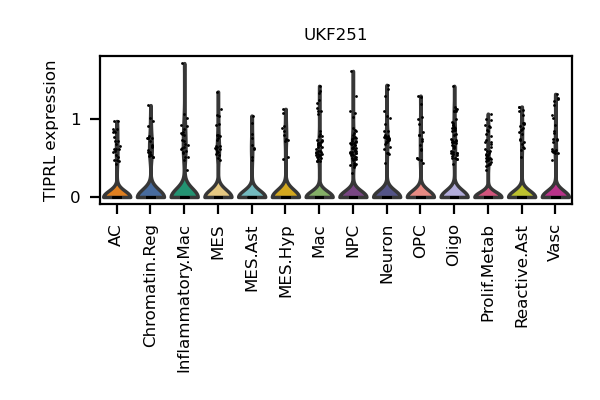 UKF251
TIPRL expression
1
0
AC
Chromatin.Reg
Inflammatory.Mac
MES
MES.Ast
MES.Hyp
Mac
NPC
Neuron
OPC
Oligo
Prolif.Metab
Reactive.Ast
Vasc